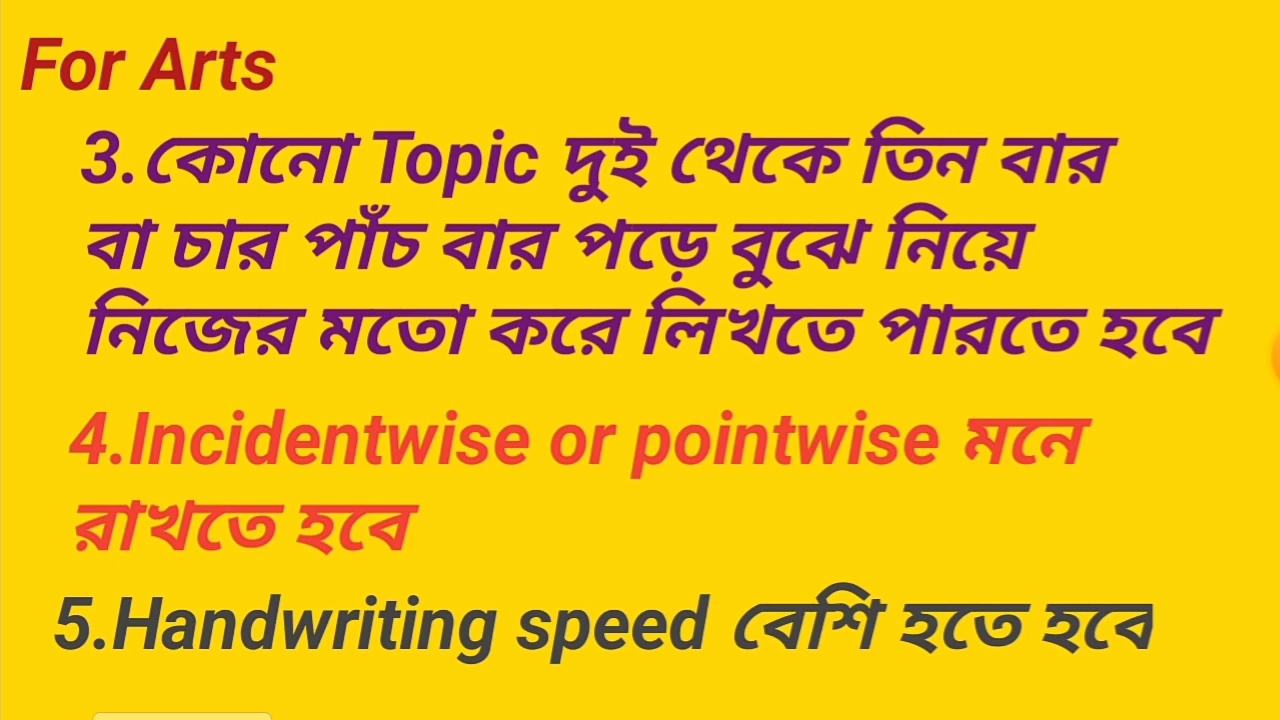 For Arts
3.কোনো Topic দুই থেকে তিন বার
বা চার পাঁচ বার পড়ে বুঝে নিয়ে
নিজের মতো করে লিখতে পারতে হবে
4.Incidentwise or pointwise মনে
রাখতে হবে
5.Handwriting speed বেশি হতে হবে